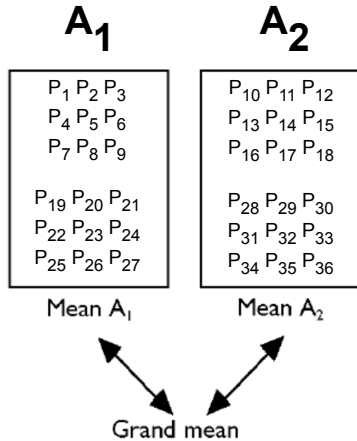 A₁ A₂
P₁ P₂ P₃ P₁₀ P₁₁ P₁₂
P₄ P₅ P₆ P₁₃ P₁₄ P₁₅
P₇ P₈ P₉ P₁₆ P₁₇ P₁₈
P₁₉ P₂₀ P₂₁ P₂₈ P₂₉ P₃₀
P₂₂ P₂₃ P₂₄ P₃₁ P₃₂ P₃₃
P₂₅ P₂₆ P₂₇ P₃₄ P₃₅ P₃₆
Mean A₁ Mean A₂
Grand mean